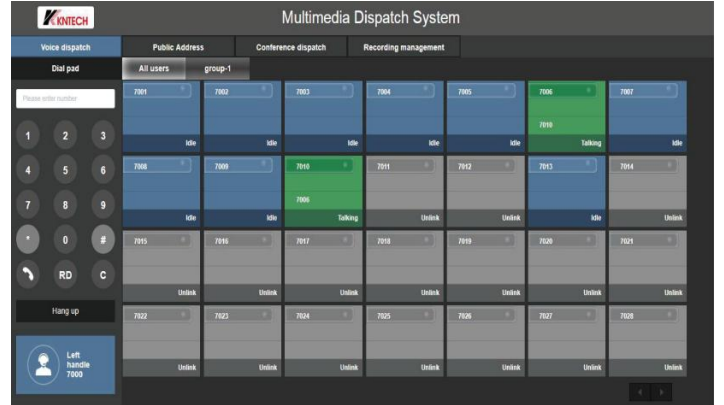 KNTECH
Multimedia Dispatch System
Voice dispatch Public Address Conference dispatch Recording management
Dial pad All users group-1
Please enter number
1 2 3
4 5 6
7 8 9
* 0 #
RD C
Hang up
Left
handle
7000
7001 7002 7003 7004 7005 7006 7007
7010
Idle Idle Idle Idle Idle Talking Idle
7008 7009 7010 7011 7012 7013 7014
7006
Idle Idle Talking Unlink Unlink Idle Unlink
7015 7016 7017 7018 7019 7020 7021
Unlink Unlink Unlink Unlink Unlink Unlink Unlink
7022 7023 7024 7025 7026 7027 7028
Unlink Unlink Unlink Unlink Unlink Unlink Unlink